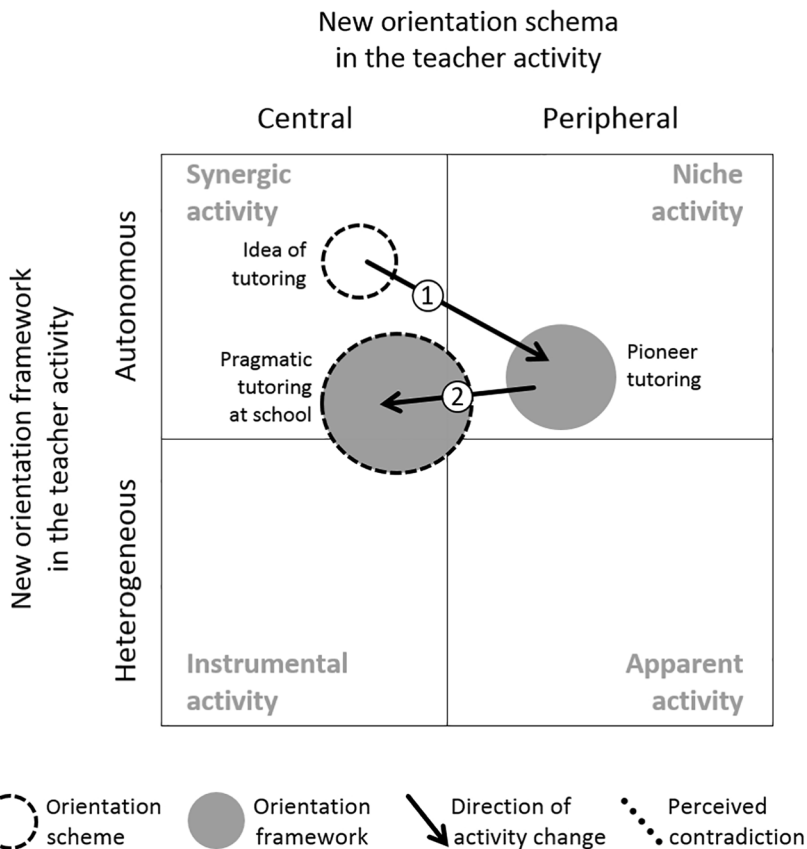 New orientation schema
in the teacher activity
Central
Peripheral
New orientation framework
in the teacher activity
Autonomous
Heterogeneous
Synergic
activity
Niche
activity
Idea of
tutoring
1
Pragmatic
tutoring
at school
2
Pioneer
tutoring
Instrumental
activity
Apparent
activity
Orientation
scheme
Orientation
framework
Direction of
activity change
Perceived
contradiction